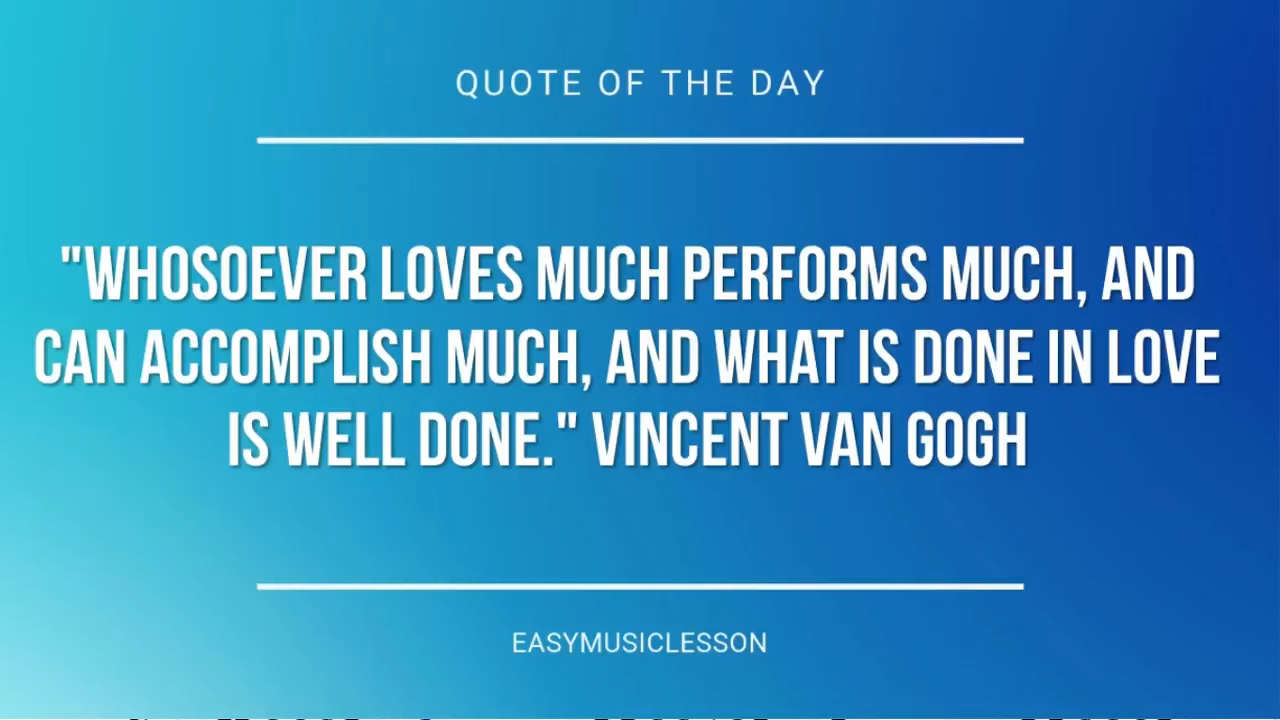 QUOTE OF THE DAY
"WHOSOEVER LOVES MUCH PERFORMS MUCH, AND
CAN ACCOMPLISH MUCH, AND WHAT IS DONE IN LOVE
IS WELL DONE." VINCENT VAN GOGH
EASYMUSICLESSON